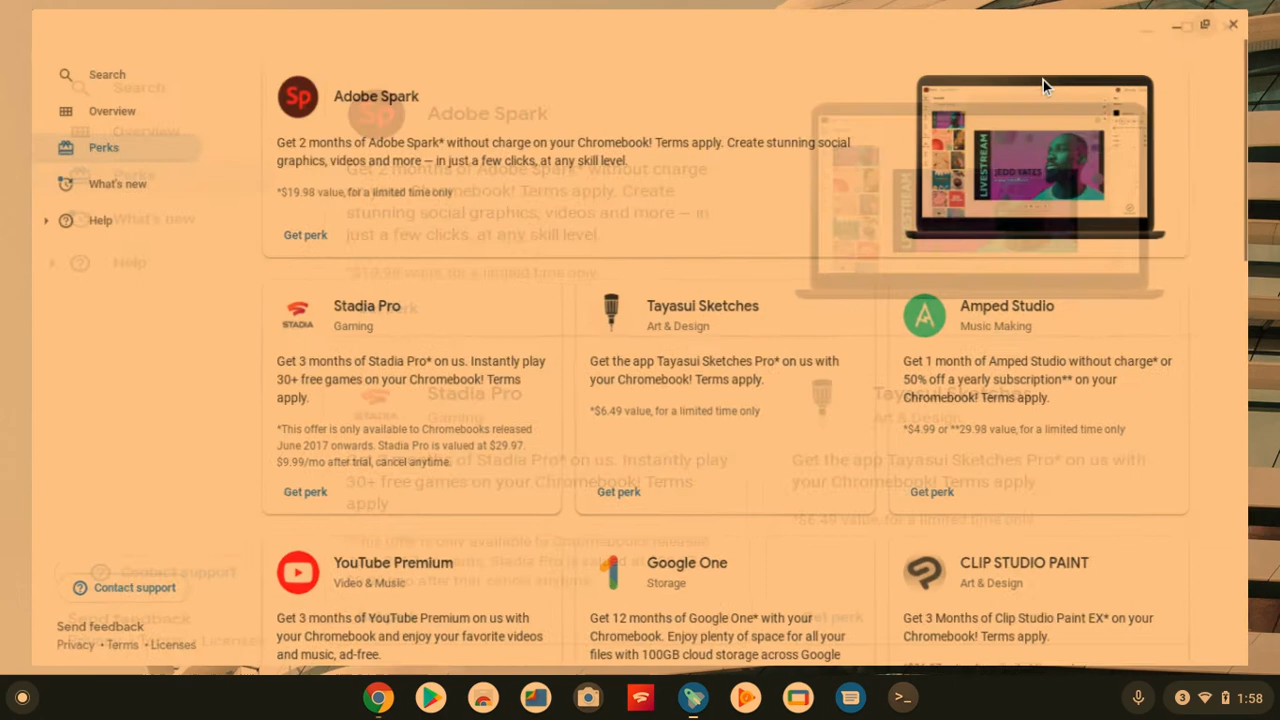 Search
Overview
Perks
What's new
Help
Contact support
Send feedback
Privacy • Terms • Licenses
Sp
Adobe Spark
Get 2 months of Adobe Spark* without charge on your Chromebook! Terms apply. Create stunning social
graphics, videos and more — in just a few clicks, at any skill level.
*$19.98 value, for a limited time only
Get perk
LIVESTREAM
JEDD YATES
STADIA
Stadia Pro
Gaming
Get 3 months of Stadia Pro* on us. Instantly play
30+ free games on your Chromebook! Terms
apply.
*This offer is only available to Chromebooks released
June 2017 onwards. Stadia Pro is valued at $29.97.
$9.99/mo after trial, cancel anytime.
Get perk
Tayasui Sketches
Art & Design
Get the app Tayasui Sketches Pro* on us with
your Chromebook! Terms apply.
*$6.49 value, for a limited time only
Get perk
Amped Studio
Music Making
Get 1 month of Amped Studio without charge* or
50% off a yearly subscription** on your
Chromebook! Terms apply.
*$4.99 or **29.98 value, for a limited time only
Get perk
YouTube Premium
Video & Music
Get 3 months of YouTube Premium on us with
your Chromebook and enjoy your favorite videos
and music, ad-free.
Google One
Storage
Get 12 months of Google One* with your
Chromebook. Enjoy plenty of space for all your
files with 100GB cloud storage across Google
CLIP STUDIO PAINT
Art & Design
Get 3 Months of Clip Studio Paint EX* on your
Chromebook! Terms apply.
3
1:58